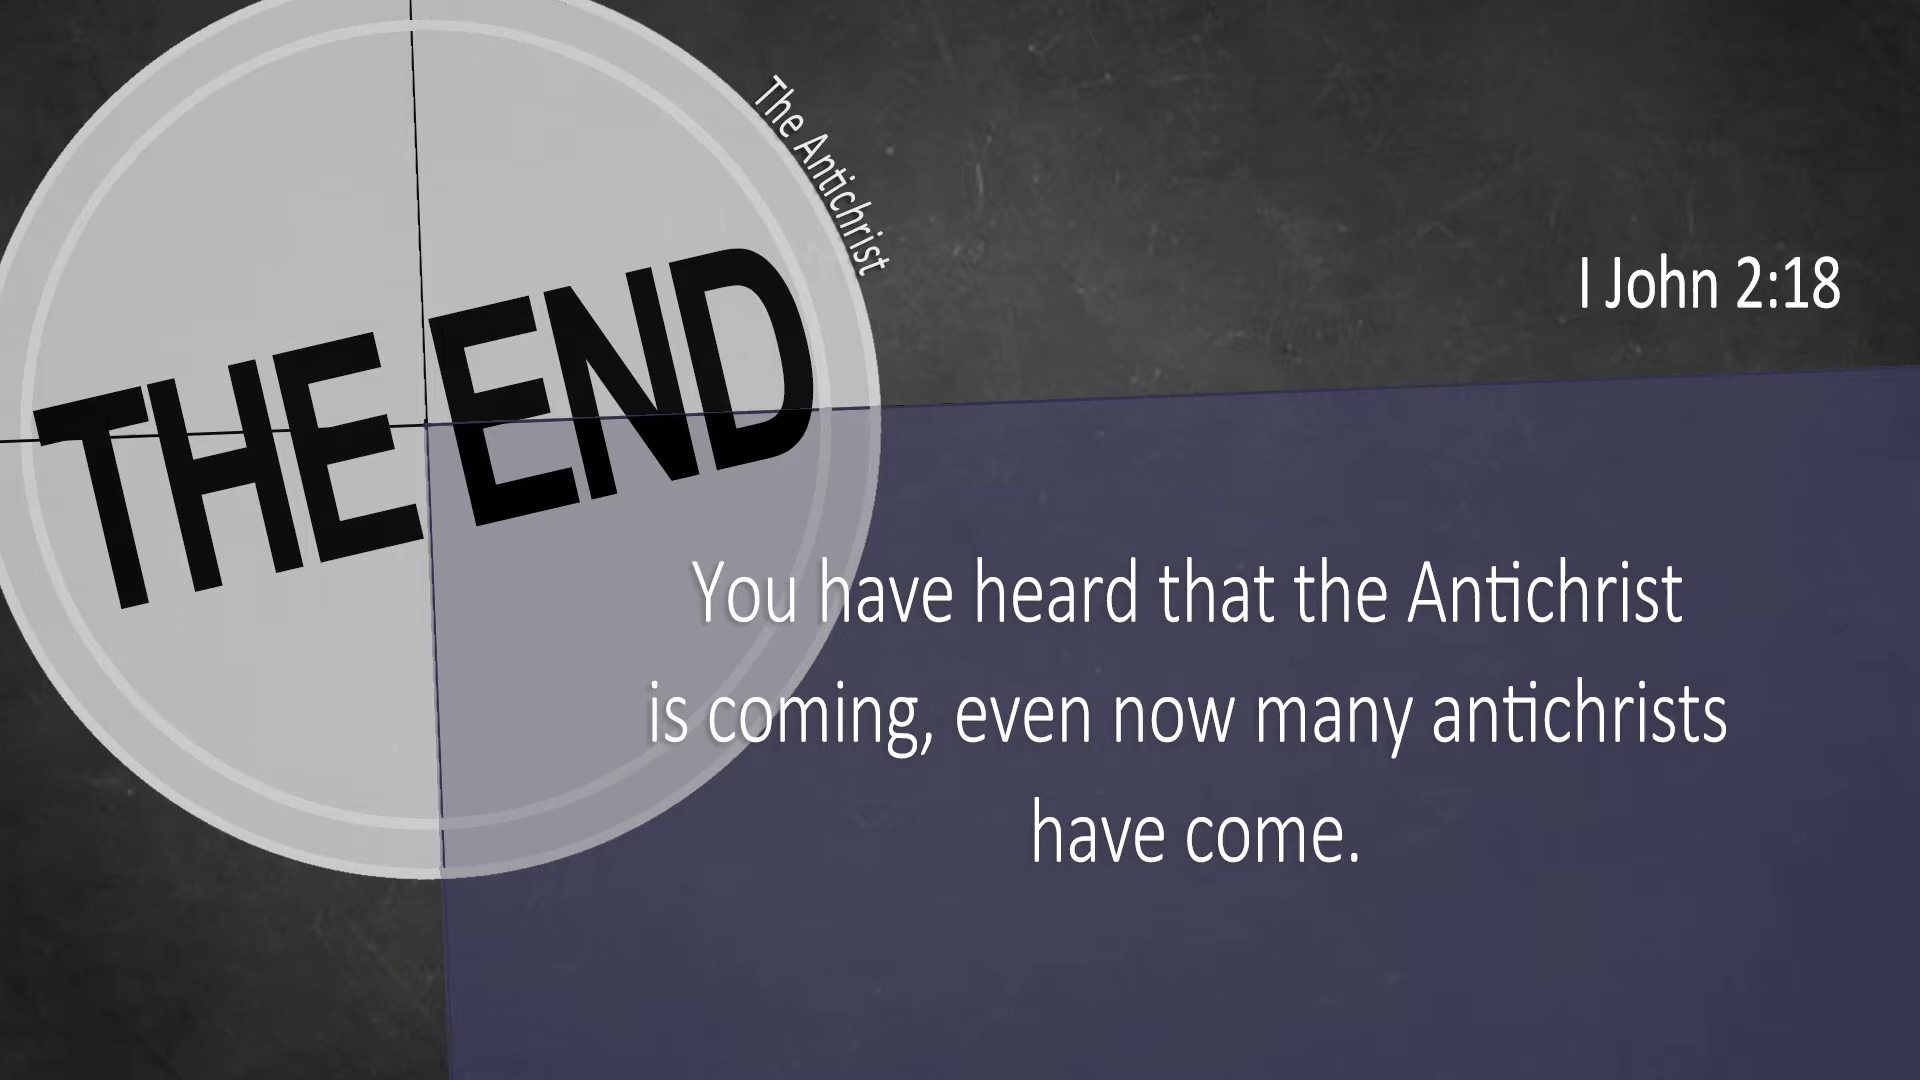 The Antichrist
THE END
I John 2:18
You have heard that the Antichrist
is coming, even now many antichrists
have come.